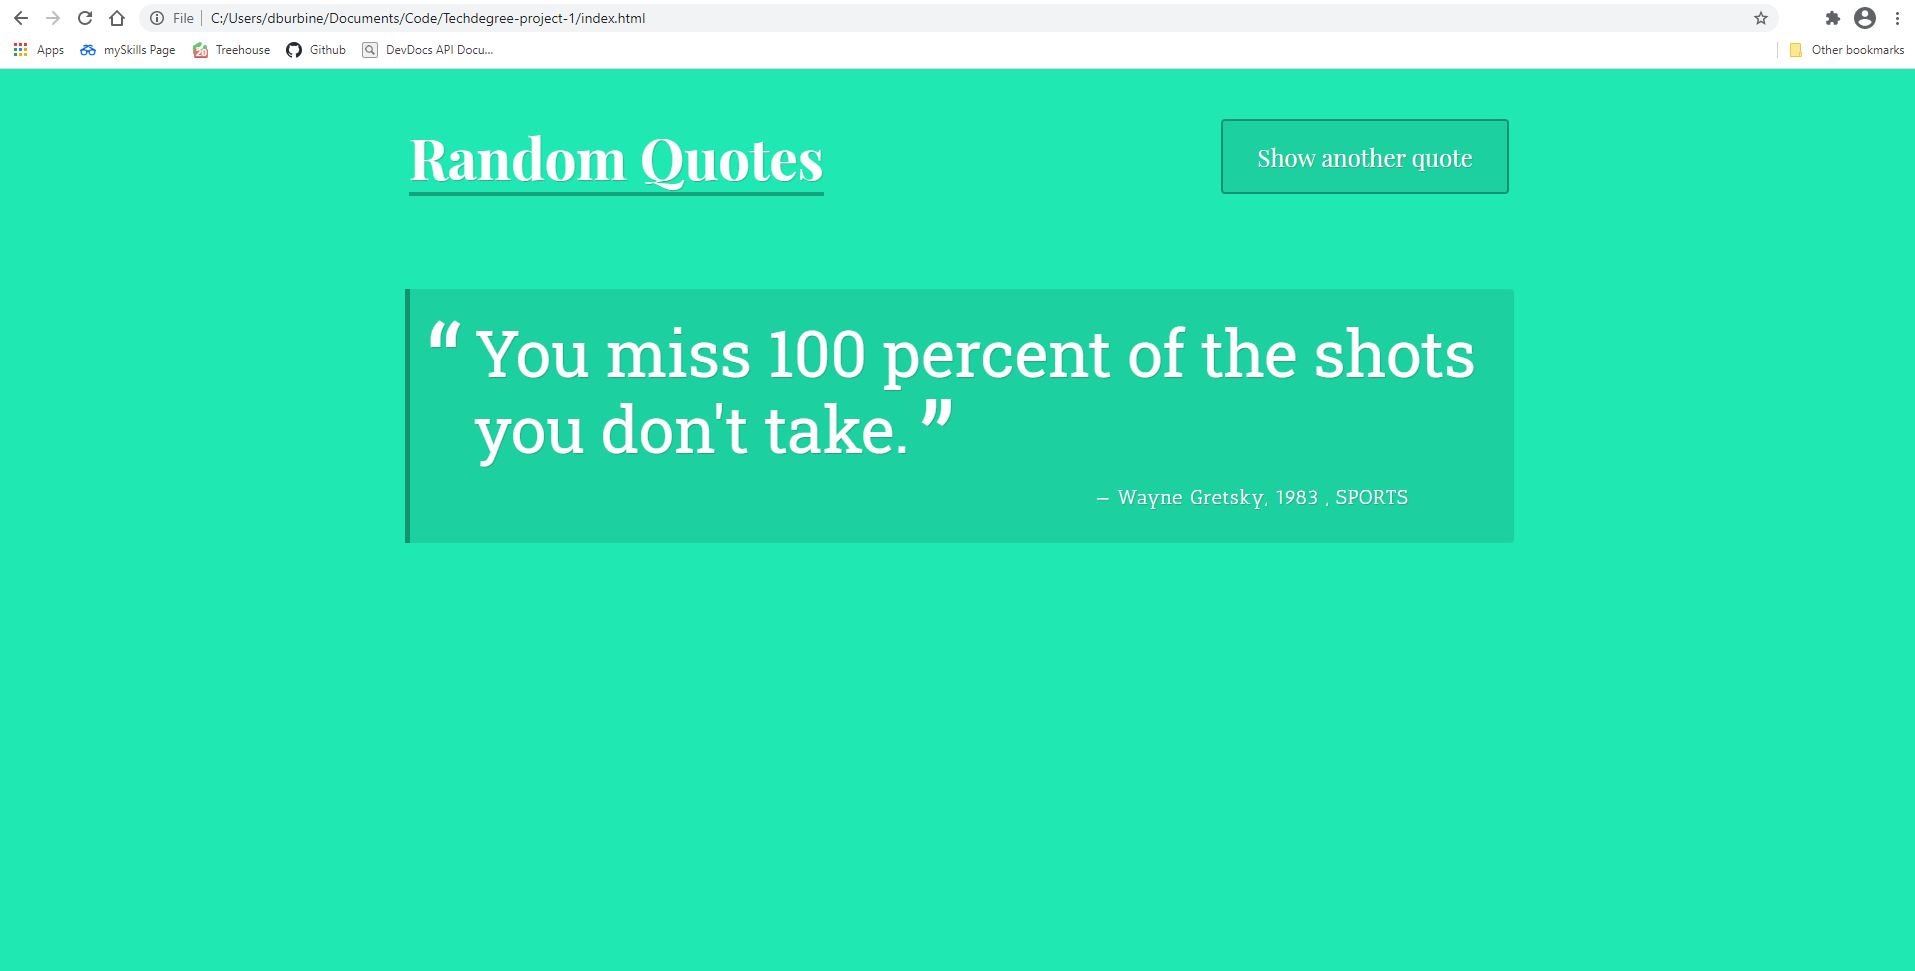 File C:/Users/dburbine/Documents/Code/Techdegree-project-1/index.html
Apps mySkills Page Treehouse Github DevDocs API Docu... Other bookmarks
Random Quotes
Show another quote
“ You miss 100 percent of the shots
you don't take. ”
– Wayne Gretsky, 1983 , SPORTS